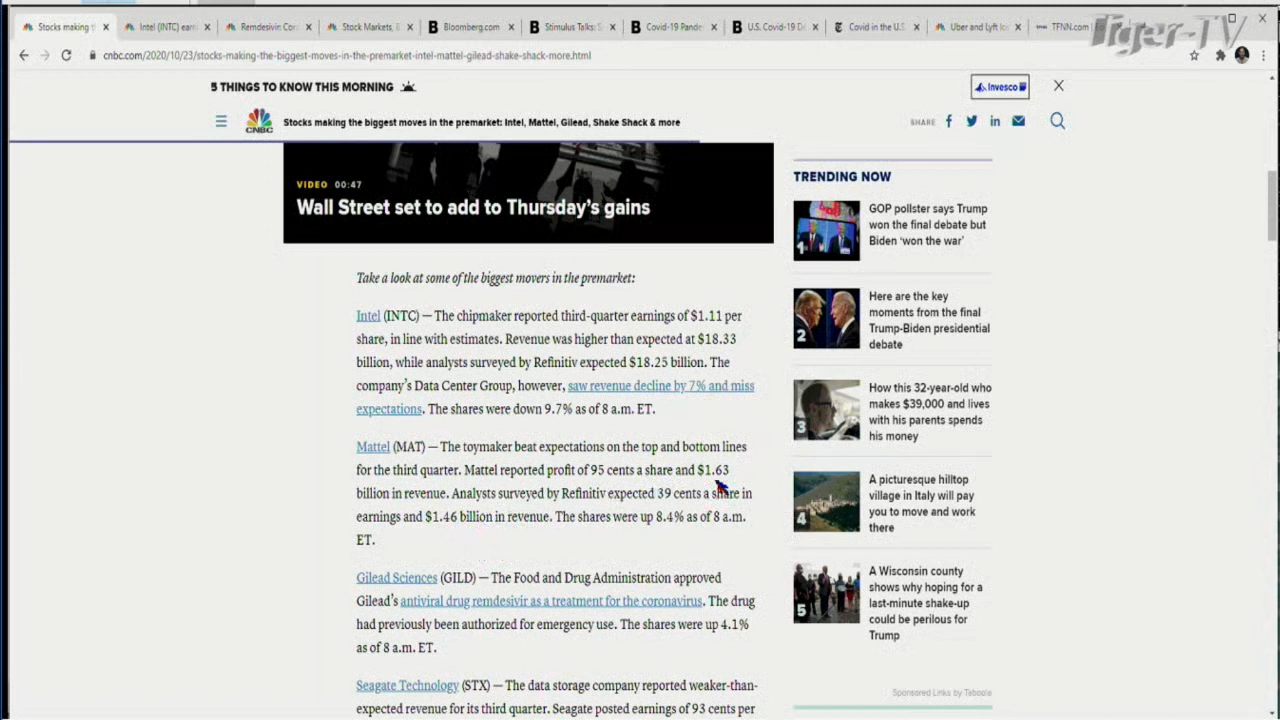 Stocks making t
Intel (INTC) earn
Remdesivir: Cor
Stock Markets, B
Bloomberg.com
Stimulus Talks: S
Covid-19 Pande
U.S. Covid-19 De
Covid in the U.S.
Uber and Lyft lo
TFNN.com |
Tiger-TV
cnbc.com/2020/10/23/stocks-making-the-biggest-moves-in-the-premarket-intel-mattel-gilead-shake-shack-more.html
5 THINGS TO KNOW THIS MORNING
Invesco
CNBC
Stocks making the biggest moves in the premarket: Intel, Mattel, Gilead, Shake Shack & more
SHARE
VIDEO 00:47
Wall Street set to add to Thursday's gains
Take a look at some of the biggest movers in the premarket:
Intel (INTC) — The chipmaker reported third-quarter earnings of $1.11 per
share, in line with estimates. Revenue was higher than expected at $18.33
billion, while analysts surveyed by Refinitiv expected $18.25 billion. The
company's Data Center Group, however, saw revenue decline by 7% and miss
expectations. The shares were down 9.7% as of 8 a.m. ET.
Mattel (MAT) — The toymaker beat expectations on the top and bottom lines
for the third quarter. Mattel reported profit of 95 cents a share and $1.63
billion in revenue. Analysts surveyed by Refinitiv expected 39 cents a share in
earnings and $1.46 billion in revenue. The shares were up 8.4% as of 8 a.m.
ET.
Gilead Sciences (GILD) — The Food and Drug Administration approved
Gilead's antiviral drug remdesivir as a treatment for the coronavirus. The drug
had previously been authorized for emergency use. The shares were up 4.1%
as of 8 a.m. ET.
Seagate Technology (STX) — The data storage company reported weaker-than-
expected revenue for its third quarter. Seagate posted earnings of 93 cents per
TRENDING NOW
1
GOP pollster says Trump
won the final debate but
Biden 'won the war'
2
Here are the key
moments from the final
Trump-Biden presidential
debate
3
How this 32-year-old who
makes $39,000 and lives
with his parents spends
his money
4
A picturesque hilltop
village in Italy will pay
you to move and work
there
5
A Wisconsin county
shows why hoping for a
last-minute shake-up
could be perilous for
Trump
Sponsored Links by Taboola